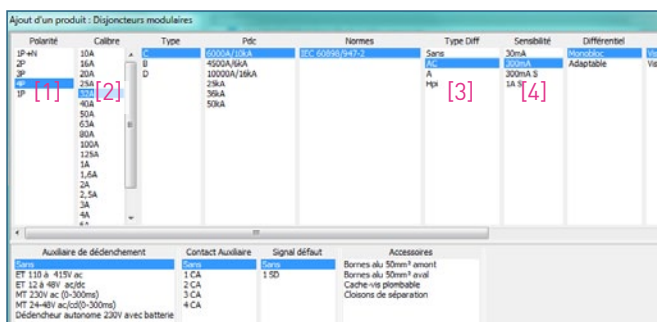 Ajout d'un produit : Disjoncteurs modulaires
Polarité Calibre Type Pdc Normes Type Diff Sensibilité Différentiel
1P+N 10A C 6000A/10kA IEC 60898/947-2 Sans 30mA Monobloc Vis
2P 16A B 4500A/6kA AC 300mA Adaptable Vis
3P 20A D 10000A/16kA A 300mA S
4P 25A 25kA Hpi 1A S
1P 32A 36kA
[1] [2] [3] [4]
40A 50kA
50A
63A
80A
100A
125A
1A
1,6A
2A
2,5A
3A
4A
6A
Auxiliaire de dédenchement Contact Auxiliaire Signal défaut Accessoires
Sans Sans Sans Bornes alu 50mm² amont
ET 110 à 415V ac 1 CA 1 SD Bornes alu 50mm² aval
ET 12 à 48V ac/dc 2 CA Cache-vis plombable
MT 230V ac (0-300ms) 3 CA Cloisons de séparation
MT 24-48V ac/cd(0-300ms) 4 CA
Dédencheur autonome 230V avec batterie